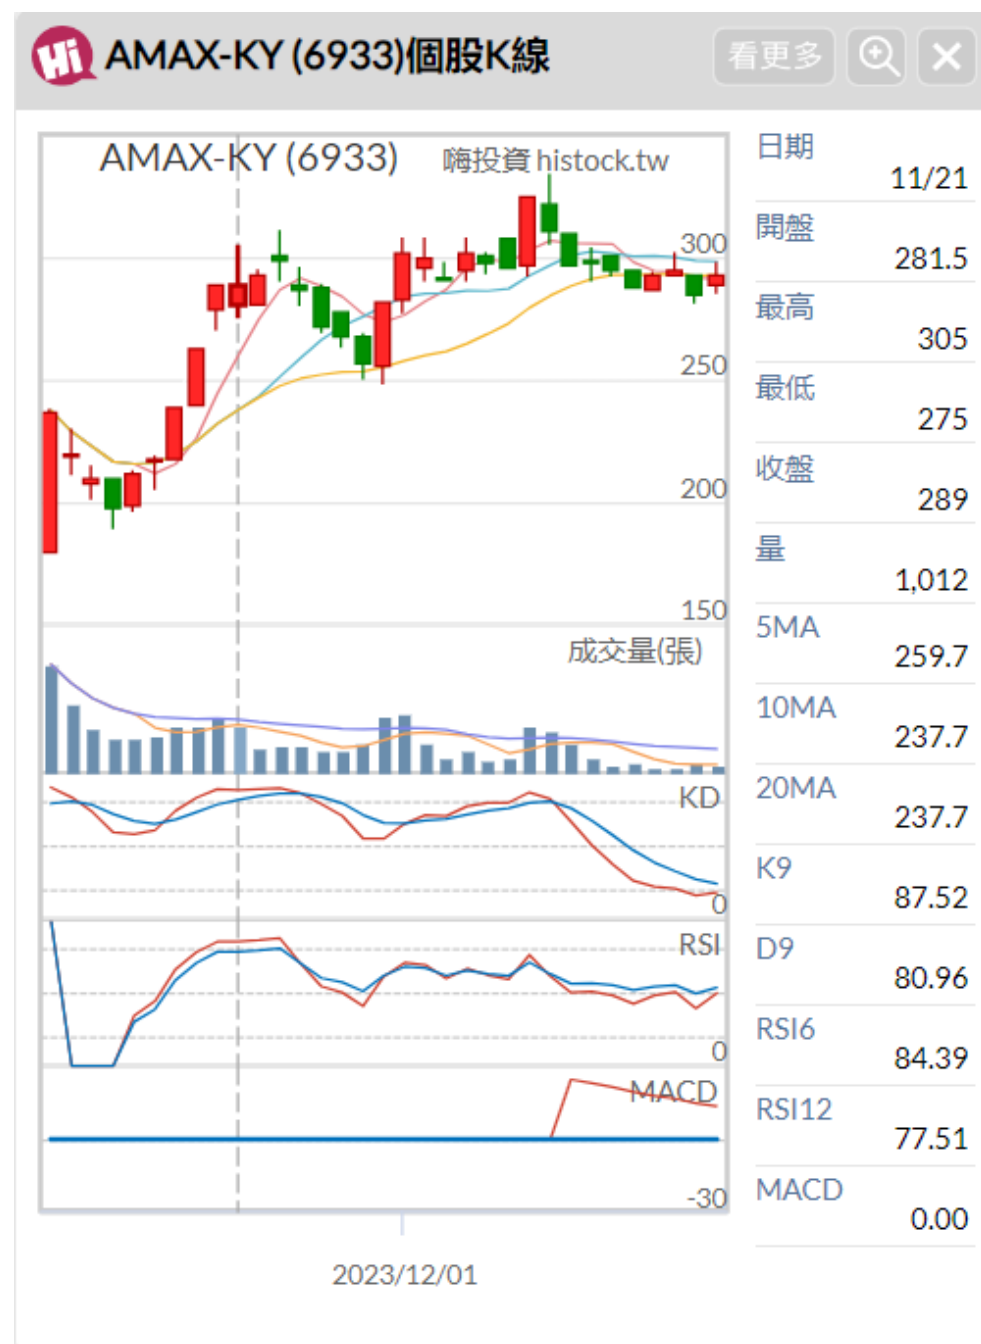 Hi AMAX-KY (6933)個股K線 看更多
AMAX-KY (6933) 嗨投資 histock.tw
300
250
200
150
成交量(張)
KD
0
RSI
0
MACD
-30
2023/12/01
日期
11/21
開盤
281.5
最高
305
最低
275
收盤
289
量
1,012
5MA
259.7
10MA
237.7
20MA
237.7
K9
87.52
D9
80.96
RSI6
84.39
RSI12
77.51
MACD
0.00